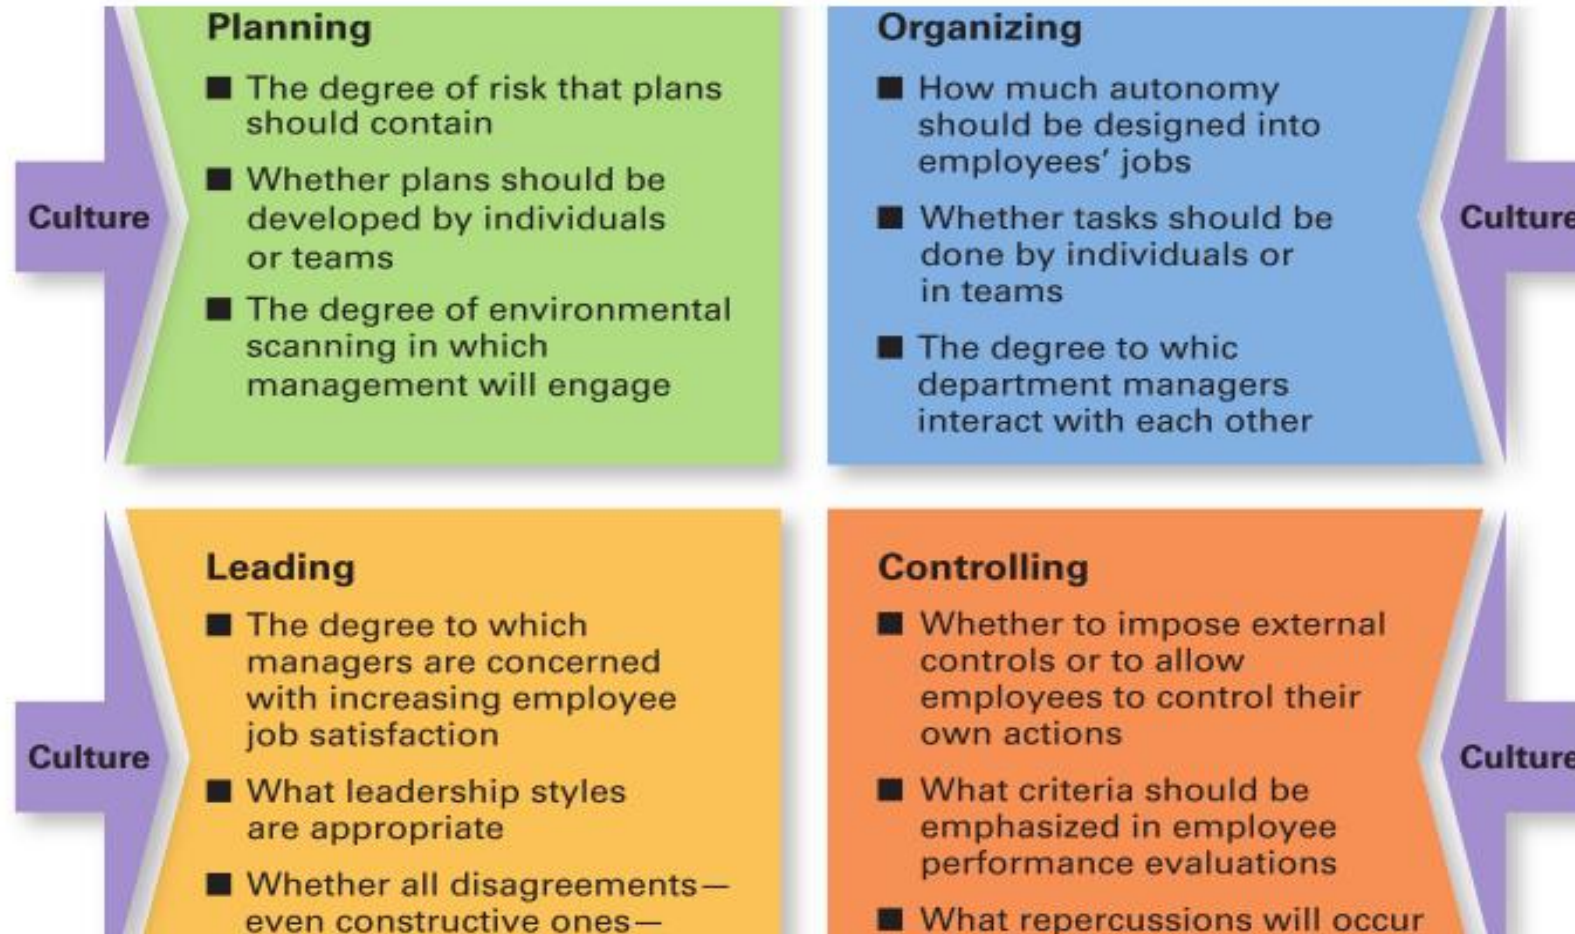 Planning
■ The degree of risk that plans
should contain
■ Whether plans should be
developed by individuals
or teams
■ The degree of environmental
scanning in which
management will engage
Culture
Organizing
■ How much autonomy
should be designed into
employees’ jobs
■ Whether tasks should be
done by individuals or
in teams
■ The degree to whic
department managers
interact with each other
Culture
Leading
■ The degree to which
managers are concerned
with increasing employee
job satisfaction
■ What leadership styles
are appropriate
■ Whether all disagreements—
even constructive ones—
Culture
Controlling
■ Whether to impose external
controls or to allow
employees to control their
own actions
■ What criteria should be
emphasized in employee
performance evaluations
■ What repercussions will occur
Culture